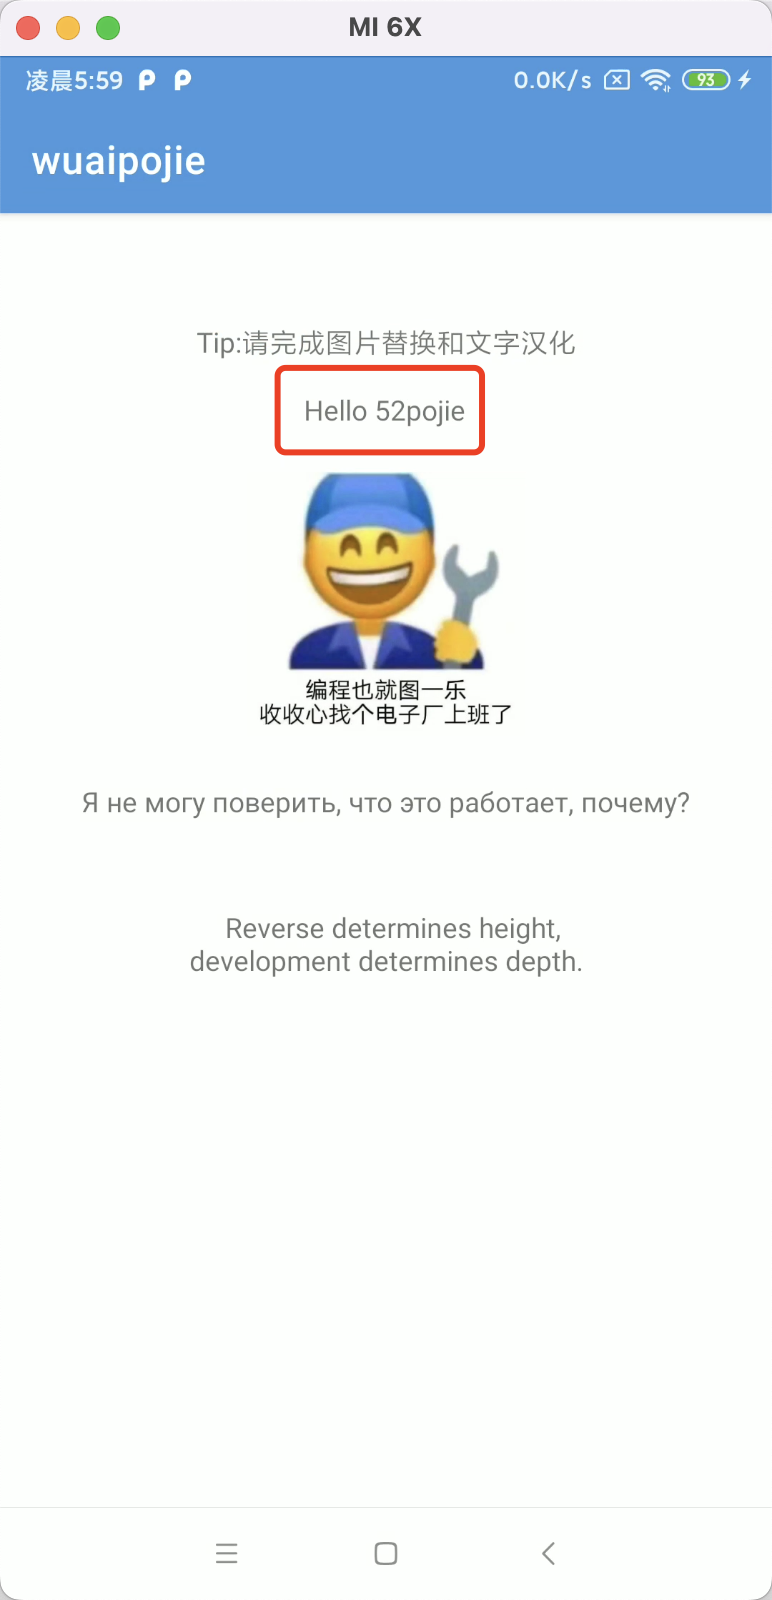 MI 6X
凌晨5:59
0.0K/s
93
wuaipojie
Tip:请完成图片替换和文字汉化
Hello 52pojie
编程也就图一乐
收收心找个电子厂上班了
Я не могу поверить, что это работает, почему?
Reverse determines height,
development determines depth.